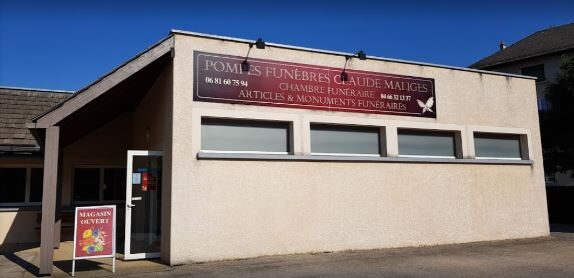 POMPES FUNÈBRES CLAUDE MALIGES
06 81 60 75 94
CHAMBRE FUNÉRAIRE
04 66 32 13 37
ARTICLES & MONUMENTS FUNÉRAIRES
MAGASIN
OUVERT